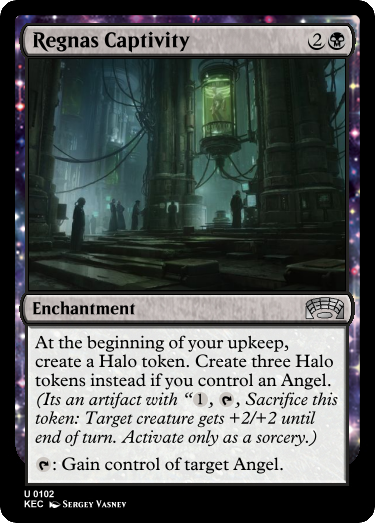 Regnas Captivity 2
Enchantment
At the beginning of your upkeep,
create a Halo token. Create three Halo
tokens instead if you control an Angel.
(Its an artifact with “1, , Sacrifice this
token: Target creature gets +2/+2 until
end of turn. Activate only as a sorcery.)
: Gain control of target Angel.
U 0102
KEC Sergey Vasnev